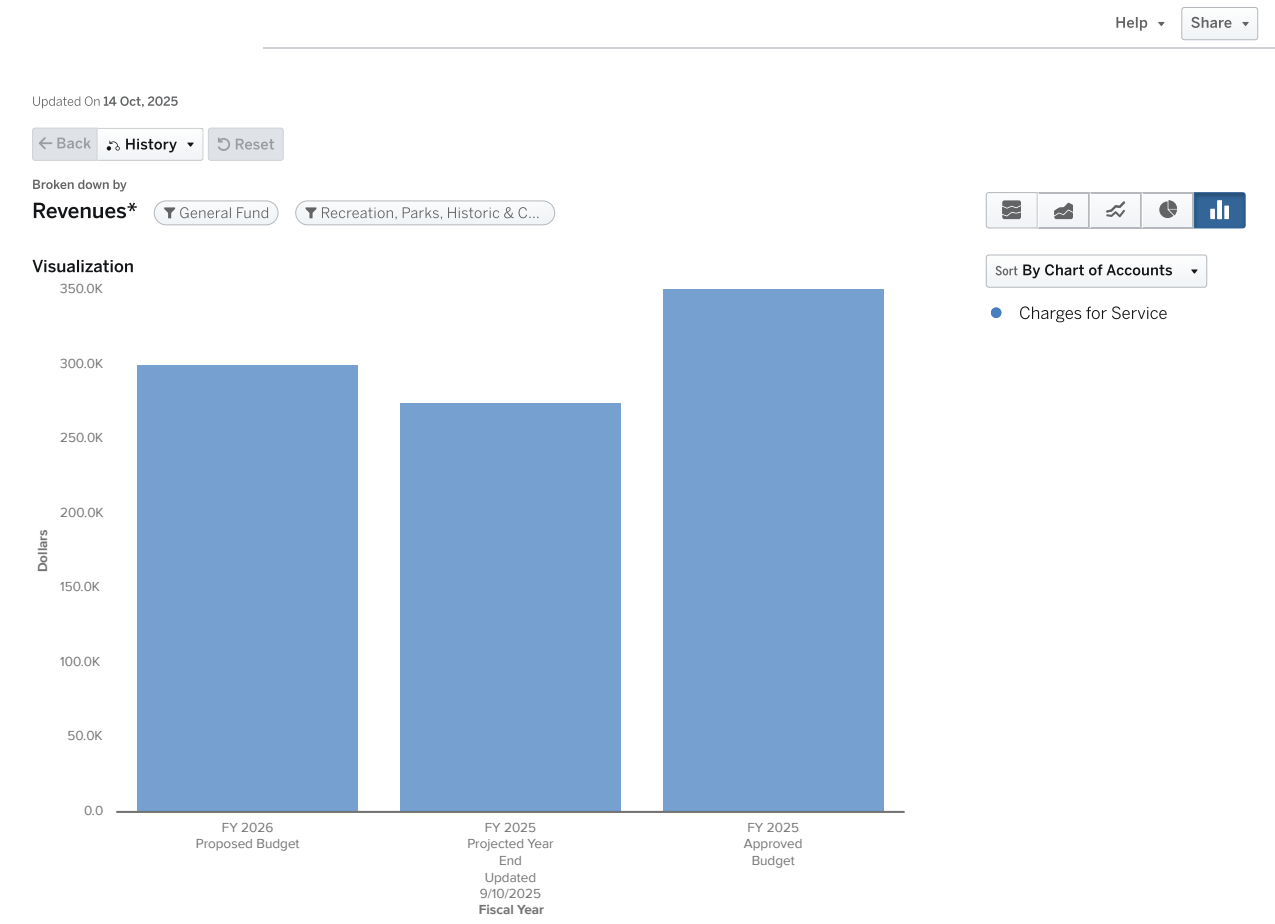 Help
Share
Updated On 14 Oct, 2025
Back
History
Reset
Broken down by
Revenues*
General Fund
Recreation, Parks, Historic & C...
Visualization
Sort By Chart of Accounts
Charges for Service
350.0K
300.0K
250.0K
200.0K
150.0K
100.0K
50.0K
0.0
Dollars
FY 2026
Proposed Budget
FY 2025
Projected Year
End
Updated
9/10/2025
FY 2025
Approved
Budget
Fiscal Year